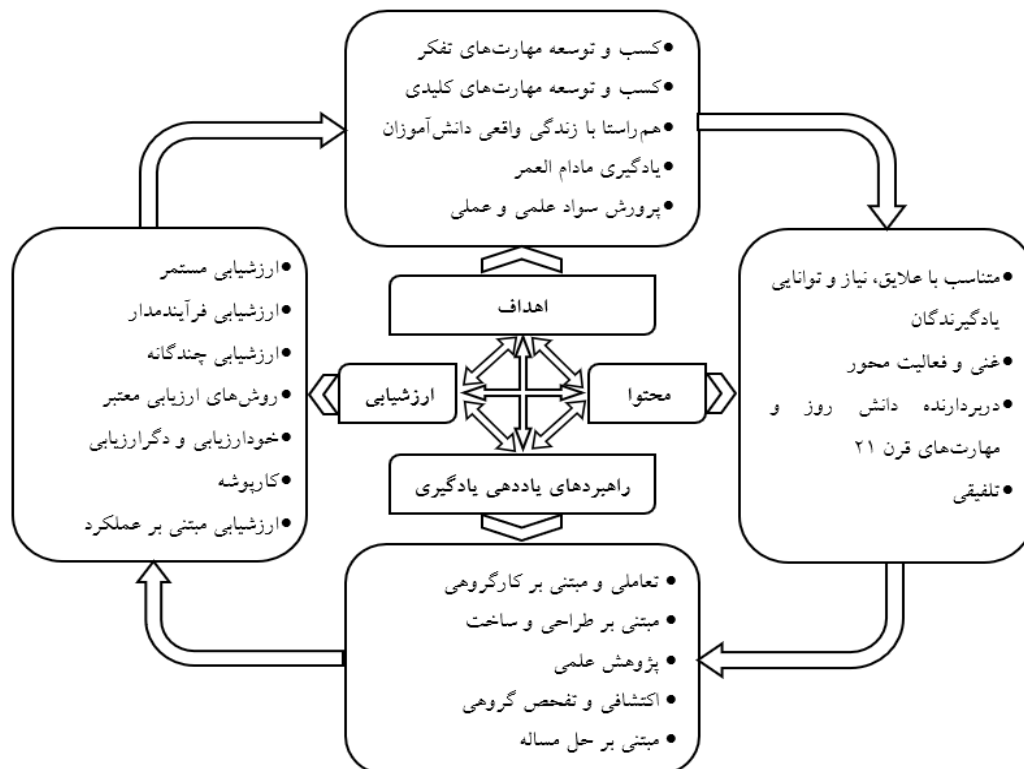 • کسب و توسعه مهارت‌های تفکر
• کسب و توسعه مهارت‌های کلیدی
• هم‌راستا با زندگی واقعی دانش‌آموزان
• یادگیری مادام العمر
• پرورش سواد علمی و عملی
اهداف
• متناسب با علایق، نیاز و توانایی
یادگیرندگان
• غنی و فعالیت محور
• دربردارنده دانش روز و
مهارت‌های قرن ۲۱
• تلفیقی
محتوا
ارزشیابی
• ارزشیابی مستمر
• ارزشیابی فرآیندمدار
• ارزشیابی چندگانه
• روش‌های ارزیابی معتبر
• خودارزیابی و دگرارزیابی
• کارپوشه
• ارزشیابی مبتنی بر عملکرد
راهبردهای یاددهی یادگیری
• تعاملی و مبتنی بر کارگروهی
• مبتنی بر طراحی و ساخت
• پژوهش علمی
• اکتشافی و تفحص گروهی
• مبتنی بر حل مساله